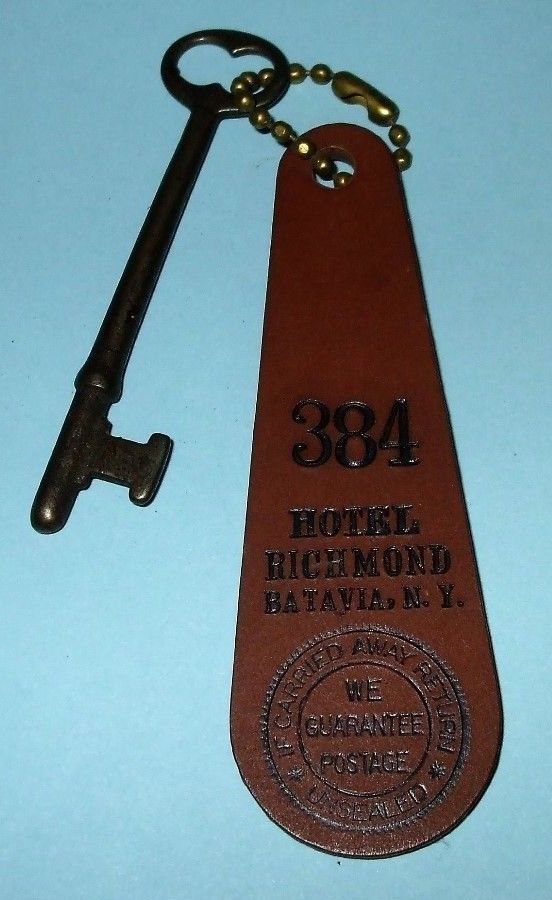 384
HOTEL
RICHMOND
BATAVIA, N. Y.
* IF CARRIED AWAY RETURN *
UNSEALED
WE
GUARANTEE
POSTAGE